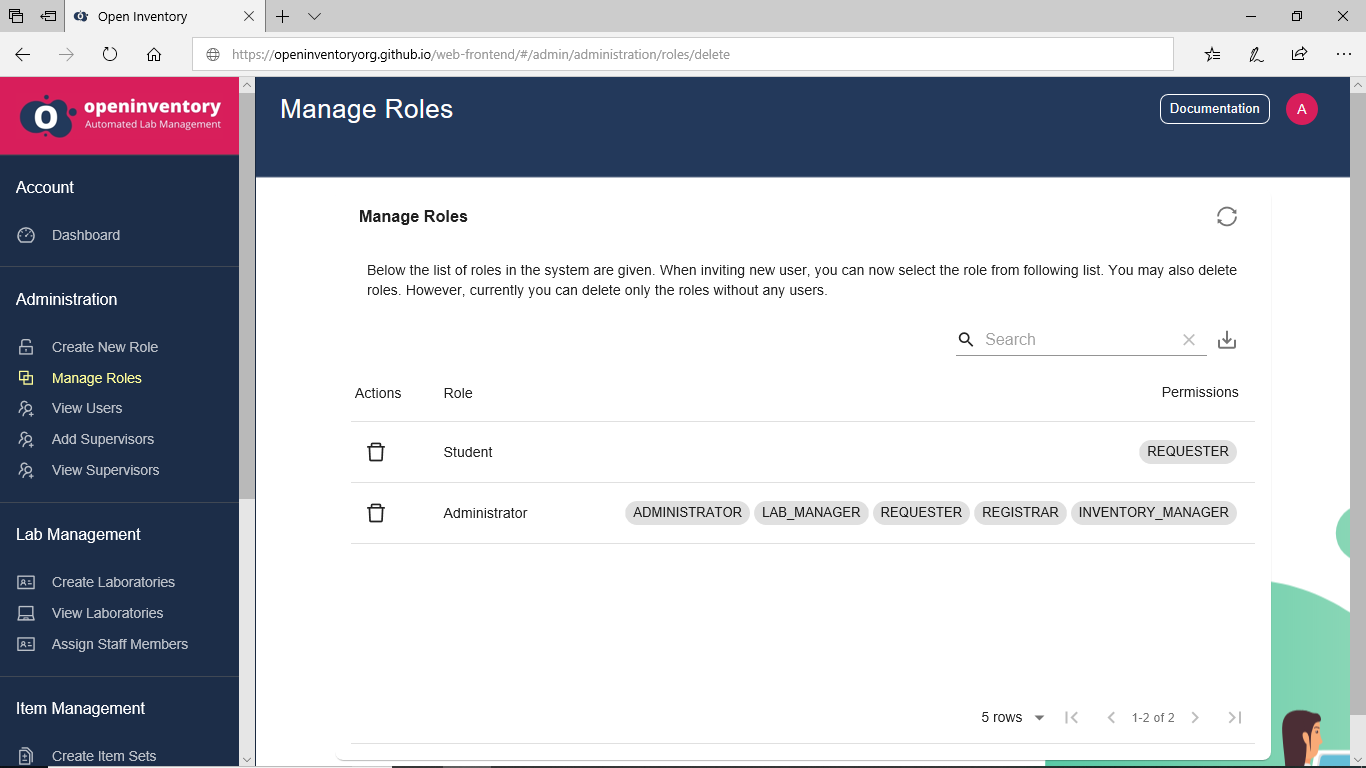 Open Inventory
https://openinventoryorg.github.io/web-frontend/#/admin/administration/roles/delete
openinventory
Automated Lab Management
Manage Roles
Documentation
A
Account
Dashboard
Administration
Create New Role
Manage Roles
View Users
Add Supervisors
View Supervisors
Lab Management
Create Laboratories
View Laboratories
Assign Staff Members
Item Management
Create Item Sets
Manage Roles
Below the list of roles in the system are given. When inviting new user, you can now select the role from following list. You may also delete
roles. However, currently you can delete only the roles without any users.
Search
Actions Role Permissions
Student REQUESTER
Administrator ADMINISTRATOR LAB_MANAGER REQUESTER REGISTRAR INVENTORY_MANAGER
5 rows 1-2 of 2